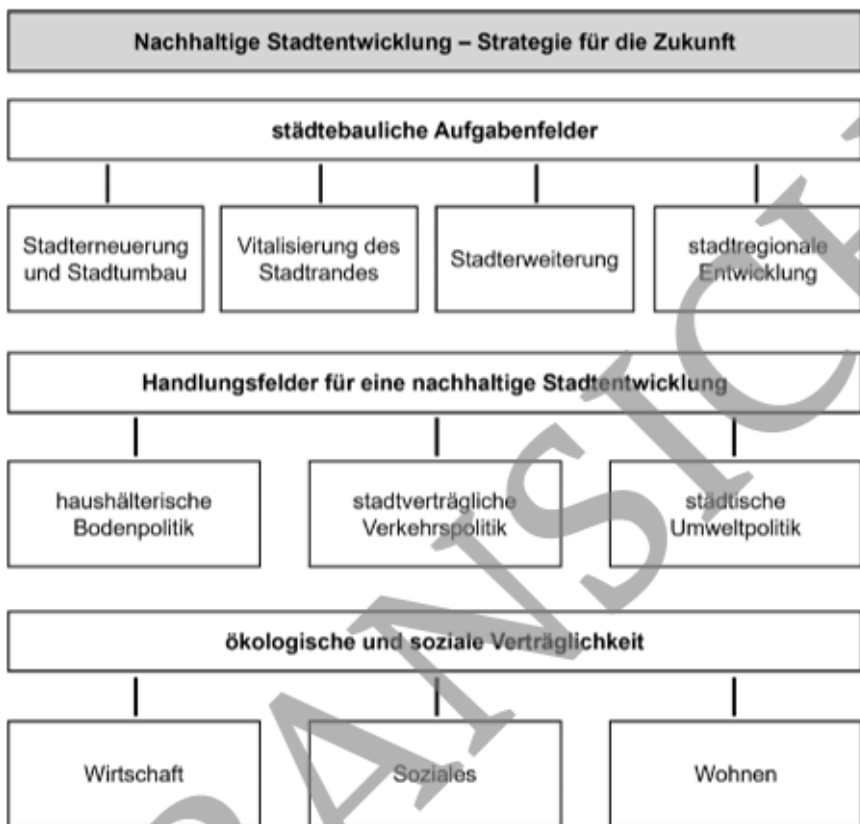 Nachhaltige Stadtentwicklung – Strategie für die Zukunft
städtebauliche Aufgabenfelder
Stadterneuerung
und Stadtumbau
Vitalisierung des
Stadtrandes
Stadterweiterung
stadtregionale
Entwicklung
Handlungsfelder für eine nachhaltige Stadtentwicklung
haushälterische
Bodenpolitik
stadtverträgliche
Verkehrspolitik
städtische
Umweltpolitik
ökologische und soziale Verträglichkeit
Wirtschaft
Soziales
Wohnen